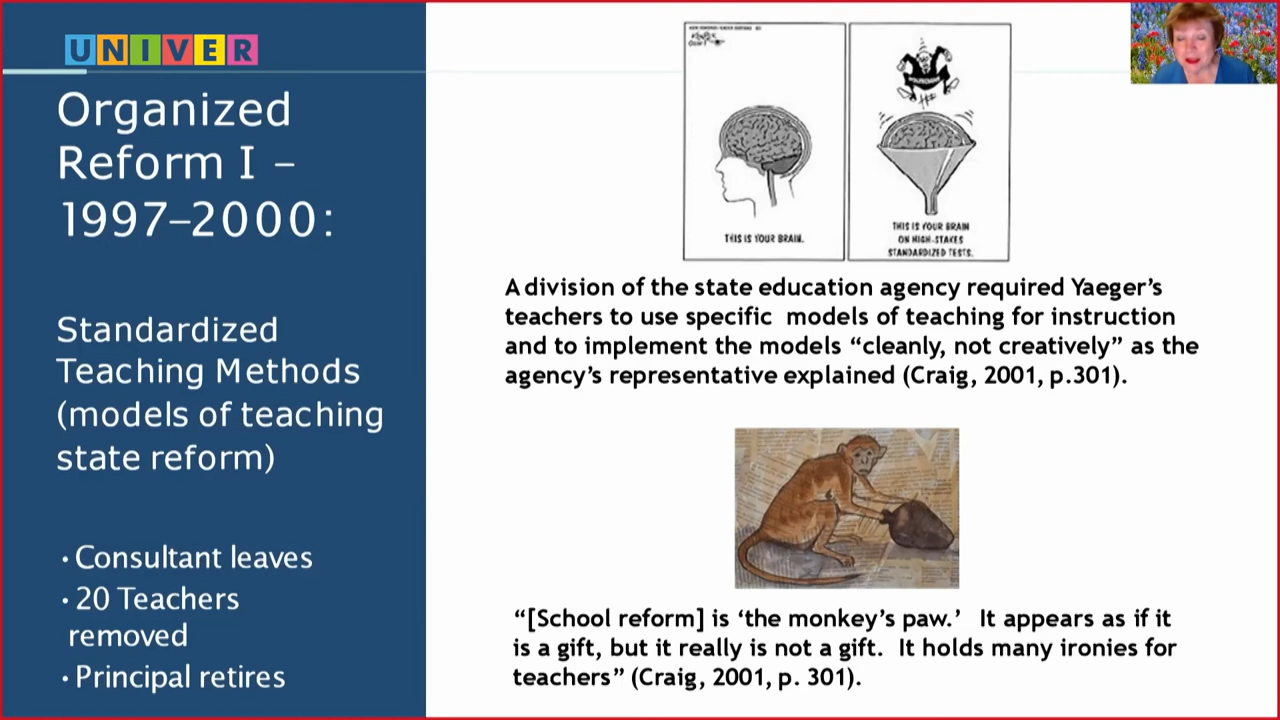 UNIVER
Organized
Reform I –
1997–2000:
Standardized
Teaching Methods
(models of teaching
state reform)
• Consultant leaves
• 20 Teachers
removed
• Principal retires
THIS IS YOUR BRAIN.
THIS IS YOUR BRAIN
ON HIGH-STAKES
STANDARDIZED TESTS.
A division of the state education agency required Yaeger’s
teachers to use specific models of teaching for instruction
and to implement the models “cleanly, not creatively” as the
agency’s representative explained (Craig, 2001, p.301).
“[School reform] is ‘the monkey’s paw.’ It appears as if it
is a gift, but it really is not a gift. It holds many ironies for
teachers” (Craig, 2001, p. 301).